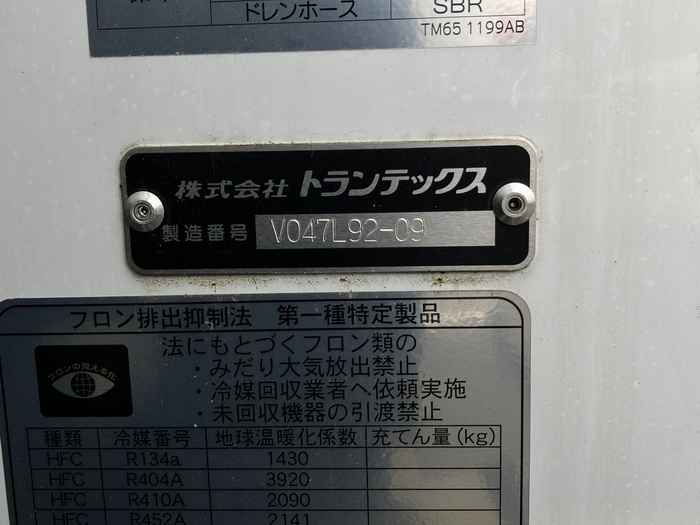 ドレンホース SBR
TM65 1199AB
株式会社 トランテックス
製造番号 V047L92-09
フロン排出抑制法 第一種特定製品
フロンの見える化
法にもとづくフロン類の
・みだり大気放出禁止
・冷媒回収業者へ依頼実施
・未回収機器の引渡禁止
種類 冷媒番号 地球温暖化係数 充てん量(kg)
HFC R134a 1430
HFC R404A 3920
HFC R410A 2090
HFC R452A 2141